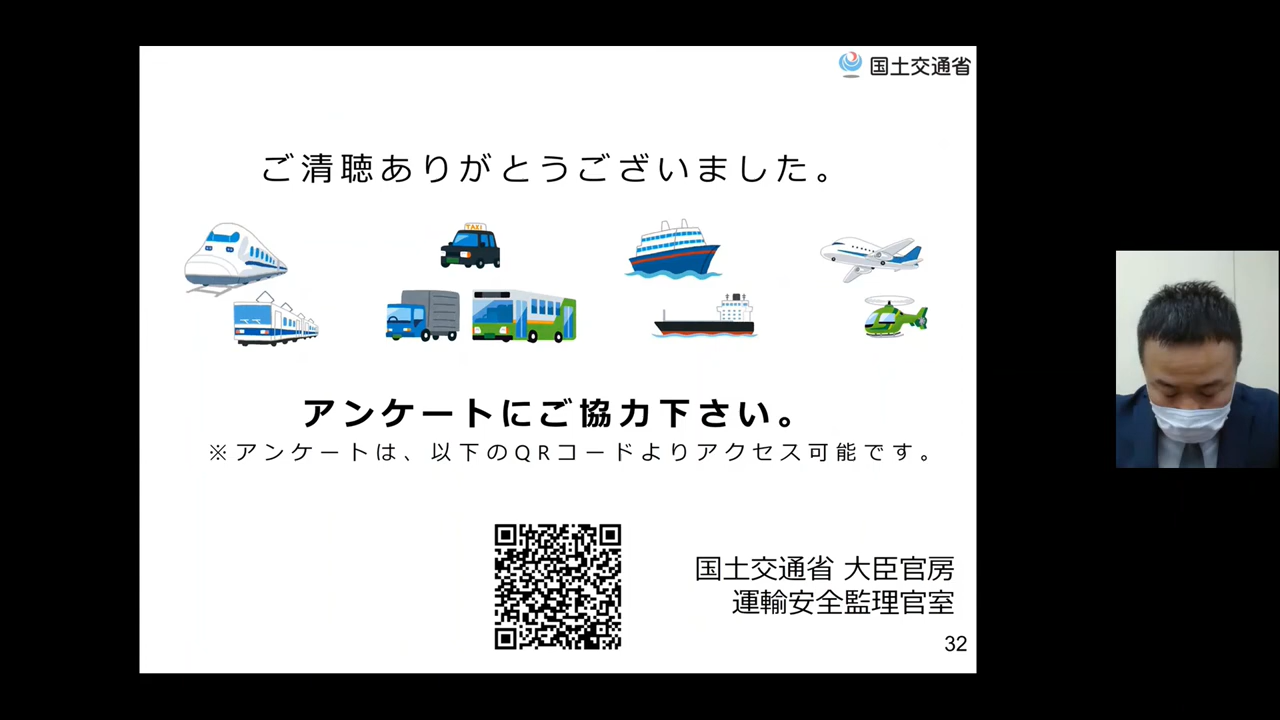 国土交通省
ご清聴ありがとうございました。
TAXI
アンケートにご協力下さい。
※アンケートは、以下のQRコードよりアクセス可能です。
国土交通省 大臣官房
運輸安全監理官室
32